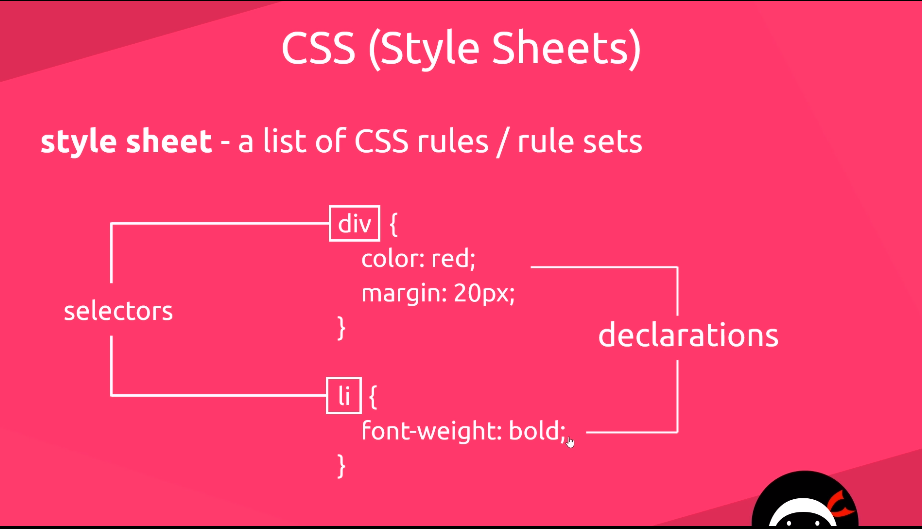 CSS (Style Sheets)
style sheet - a list of CSS rules / rule sets
div {
color: red;
margin: 20px;
}
selectors
declarations
li {
font-weight: bold;
}